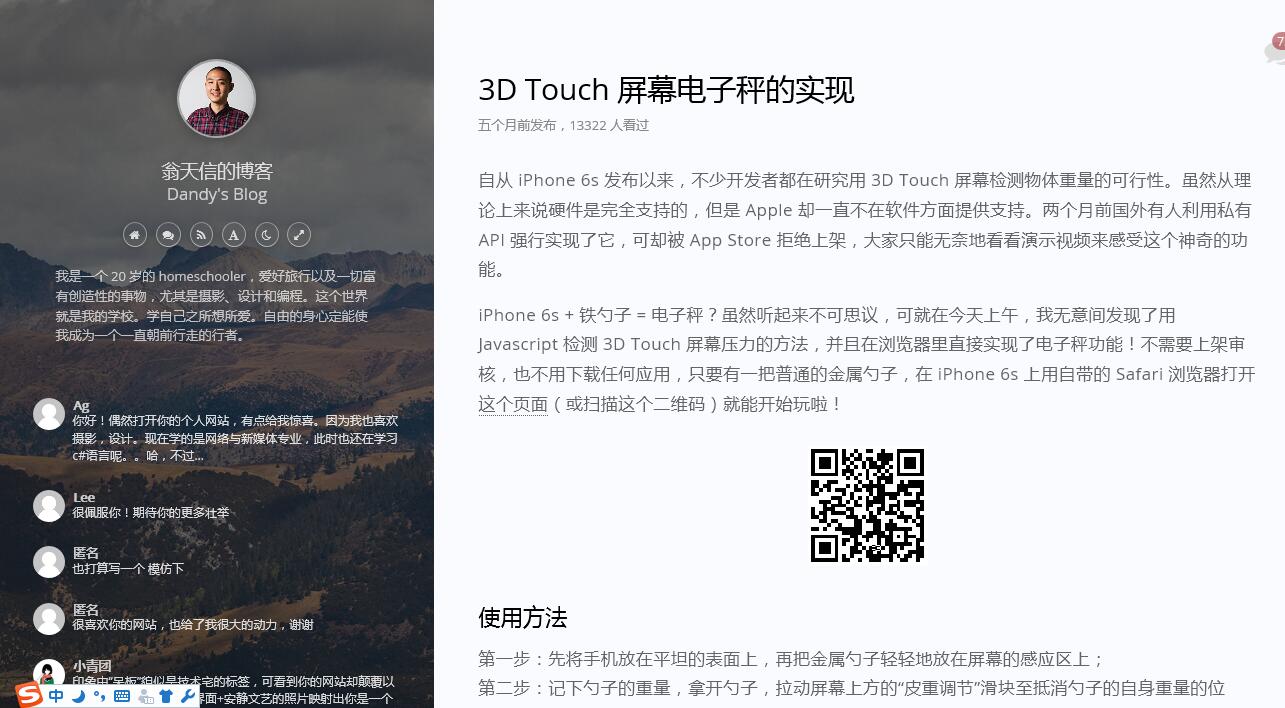 翁天信的博客
Dandy's Blog
A
我是一个 20 岁的 homeschooler，爱好旅行以及一切富
有创造性的事物，尤其是摄影、设计和编程。这个世界
就是我的学校。学自己之所想所爱。自由的身心定能使
我成为一个一直朝前行走的行者。
Ag
你好！偶然打开你的个人网站，有点给我惊喜。因为我也喜欢
摄影，设计。现在学的是网络与新媒体专业，此时也还在学习
c#语言呢。。哈，不过...
Lee
很佩服你！期待你的更多壮举
匿名
也打算写一个 模仿下
匿名
很喜欢你的网站，也给了我很大的动力，谢谢
小青团
印象中“呆板”貌似是技术宅的标签，可看到你的网站却颠覆以
界面+安静文艺的照片映射出你是一个
S 中
7
3D Touch 屏幕电子秤的实现
五个月前发布，13322 人看过
自从 iPhone 6s 发布以来，不少开发者都在研究用 3D Touch 屏幕检测物体重量的可行性。虽然从理
论上来说硬件是完全支持的，但是 Apple 却一直不在软件方面提供支持。两个月前国外有人利用私有
API 强行实现了它，可却被 App Store 拒绝上架，大家只能无奈地看看演示视频来感受这个神奇的功
能。
iPhone 6s + 铁勺子 = 电子秤？虽然听起来不可思议，可就在今天上午，我无意间发现了用
Javascript 检测 3D Touch 屏幕压力的方法，并且在浏览器里直接实现了电子秤功能！不需要上架审
核，也不用下载任何应用，只要有一把普通的金属勺子，在 iPhone 6s 上用自带的 Safari 浏览器打开
这个页面（或扫描这个二维码）就能开始玩啦！
使用方法
第一步：先将手机放在平坦的表面上，再把金属勺子轻轻地放在屏幕的感应区上；
第二步：记下勺子的重量，拿开勺子，拉动屏幕上方的“皮重调节”滑块至抵消勺子的自身重量的位